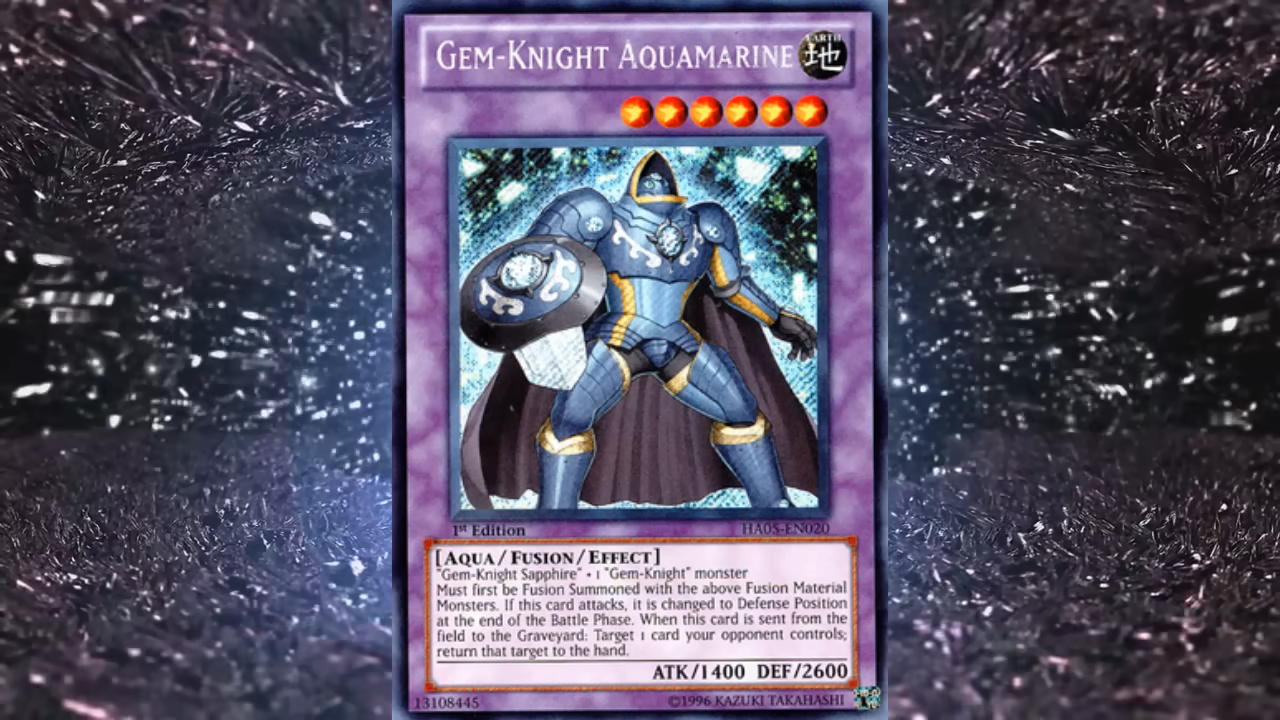 GEM-KNIGHT AQUAMARINE
EARTH
地
1st Edition
HA05-EN020
[AQUA/FUSION/EFFECT]
"Gem-Knight Sapphire" + 1 "Gem-Knight" monster
Must first be Fusion Summoned with the above Fusion Material
Monsters. If this card attacks, it is changed to Defense Position
at the end of the Battle Phase. When this card is sent from the
field to the Graveyard: Target 1 card your opponent controls;
return that target to the hand.
ATK/1400 DEF/2600
13108445
©1996 KAZUKI TAKAHASHI